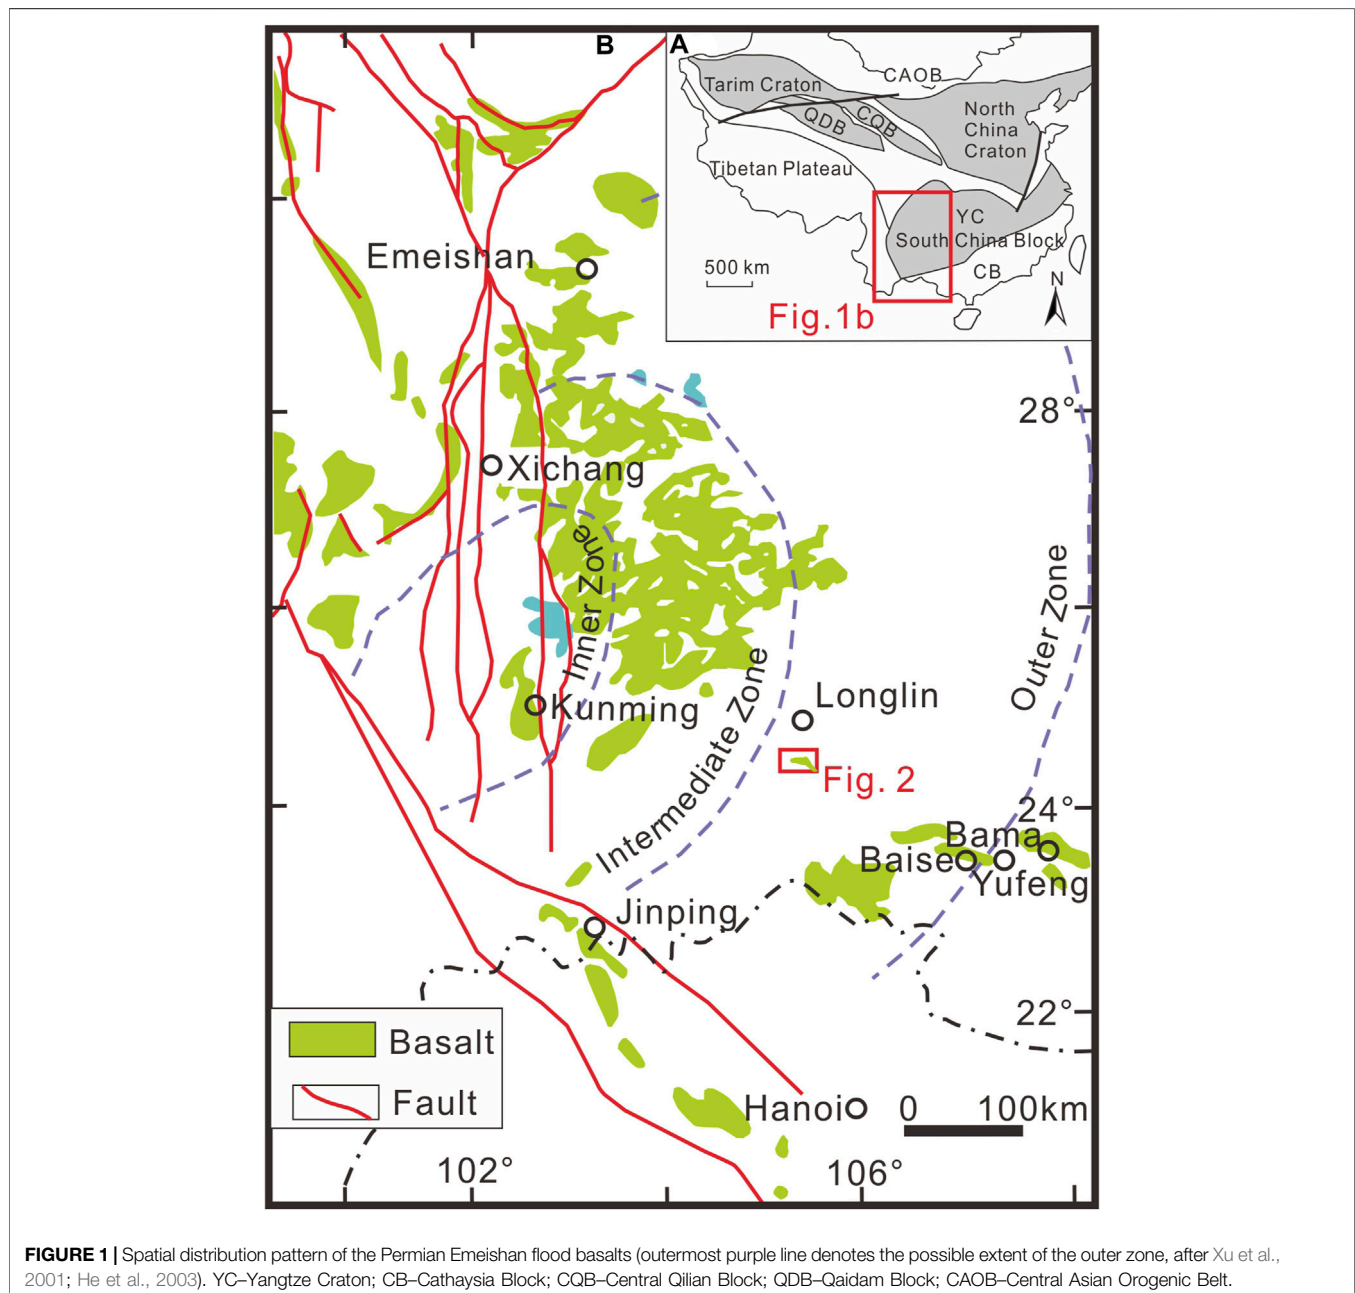 B
A
CAOB
Tarim Craton
North
China
Craton
QDB
CQB
Tibetan Plateau
YC
South China Block
CB
500 km
N
Fig.1b
Emeishan
28°
Xichang
Inner Zone
Outer Zone
Kunming
Intermediate Zone
Longlin
Fig. 2
24°
Bama
Baise
Yufeng
Jinping
22°
Basalt
Fault
Hanoi
0 100km
102°
106°
FIGURE 1 | Spatial distribution pattern of the Permian Emeishan flood basalts (outermost purple line denotes the possible extent of the outer zone, after Xu et al.,
2001; He et al., 2003). YC–Yangtze Craton; CB–Cathaysia Block; CQB–Central Qilian Block; QDB–Qaidam Block; CAOB–Central Asian Orogenic Belt.